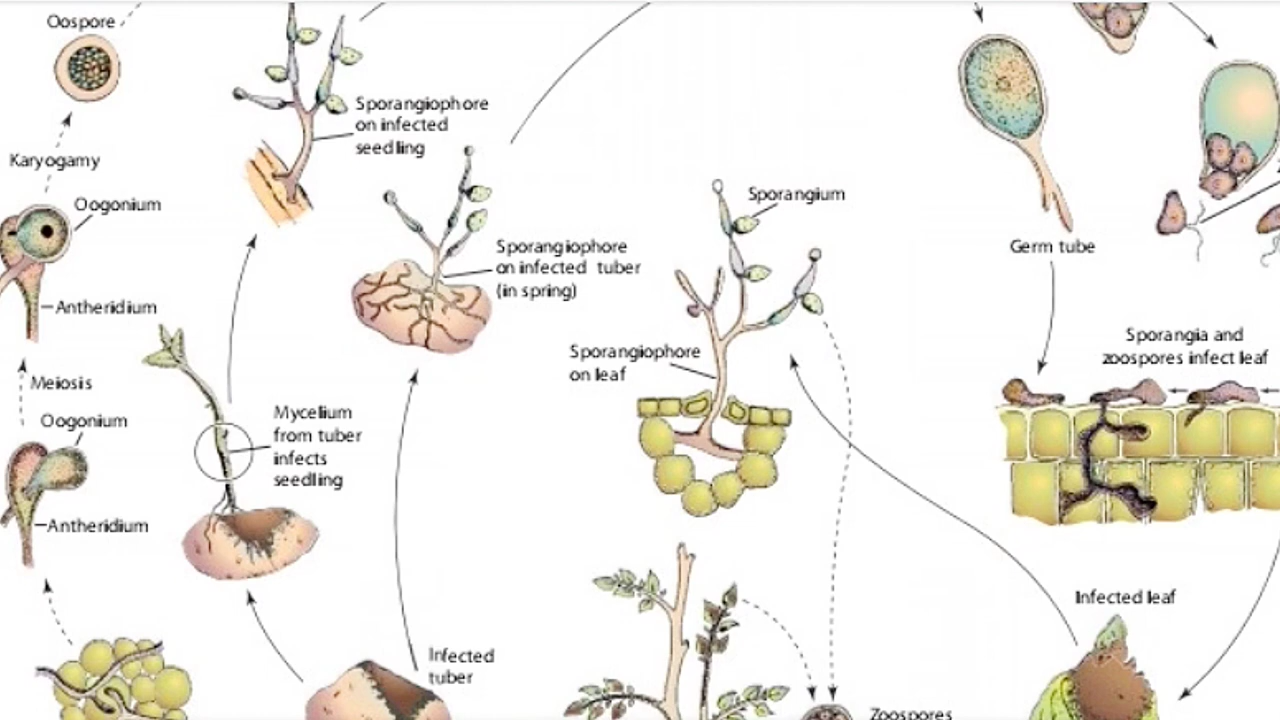 Oospore
Karyogamy
Oogonium
Antheridium
Meiosis
Oogonium
Antheridium
Sporangiophore
on infected
seedling
Sporangiophore
on infected tuber
(in spring)
Mycelium
from tuber
infects
seedling
Infected
tuber
Sporangium
Sporangiophore
on leaf
Germ tube
Sporangia and
zoospores infect leaf
Infected leaf
Zoospores